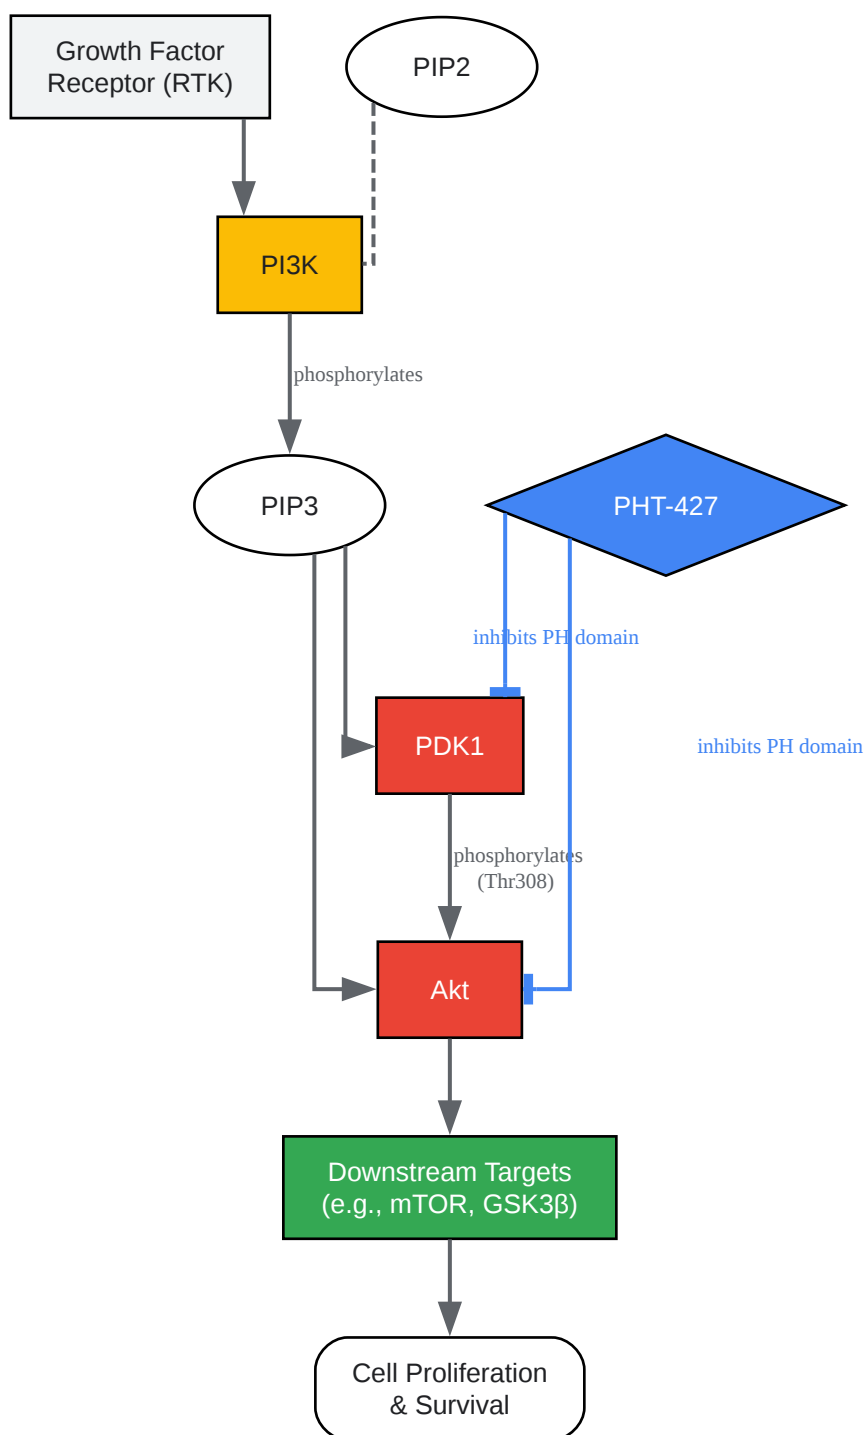 Growth Factor
Receptor (RTK)
PIP2
PI3K
phosphorylates
PIP3
PHT-427
inhibits PH domain
PDK1
inhibits PH domain
phosphorylates
(Thr308)
Akt
Downstream Targets
(e.g., mTOR, GSK3β)
Cell Proliferation
& Survival